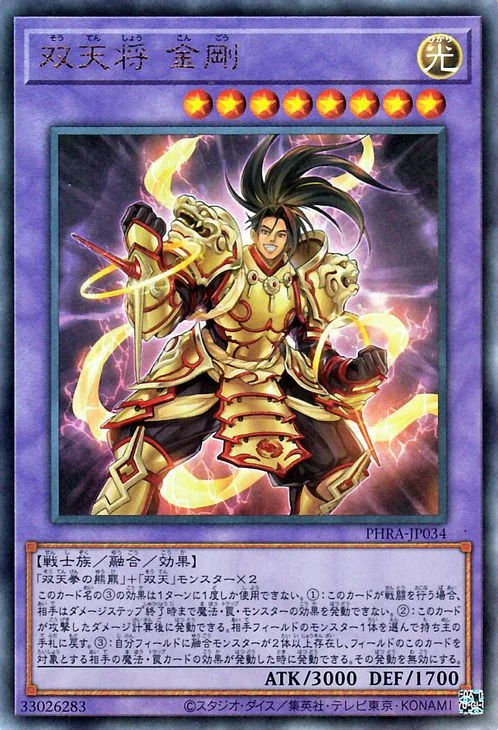 双天将 金剛
光
PHRA-JP034
【戦士族／融合／効果】
「双天拳の熊羆」＋「双天」モンスター×2
このカード名の③の効果は1ターンに1度しか使用できない。①：このカードが戦闘を行う場合、
相手はダメージステップ終了時まで魔法・罠・モンスターの効果を発動できない。②：このカード
が攻撃したダメージ計算後に発動できる。相手フィールドのモンスター1体を選んで持ち主の
手札に戻す。③：自分フィールドに融合モンスターが2体以上存在し、フィールドのこのカードを
対象とする相手の魔法・罠カードの効果が発動した時に発動できる。その発動を無効にする。
ATK/3000 DEF/1700
33026283 ©スタジオ・ダイス／集英社・テレビ東京・KONAMI